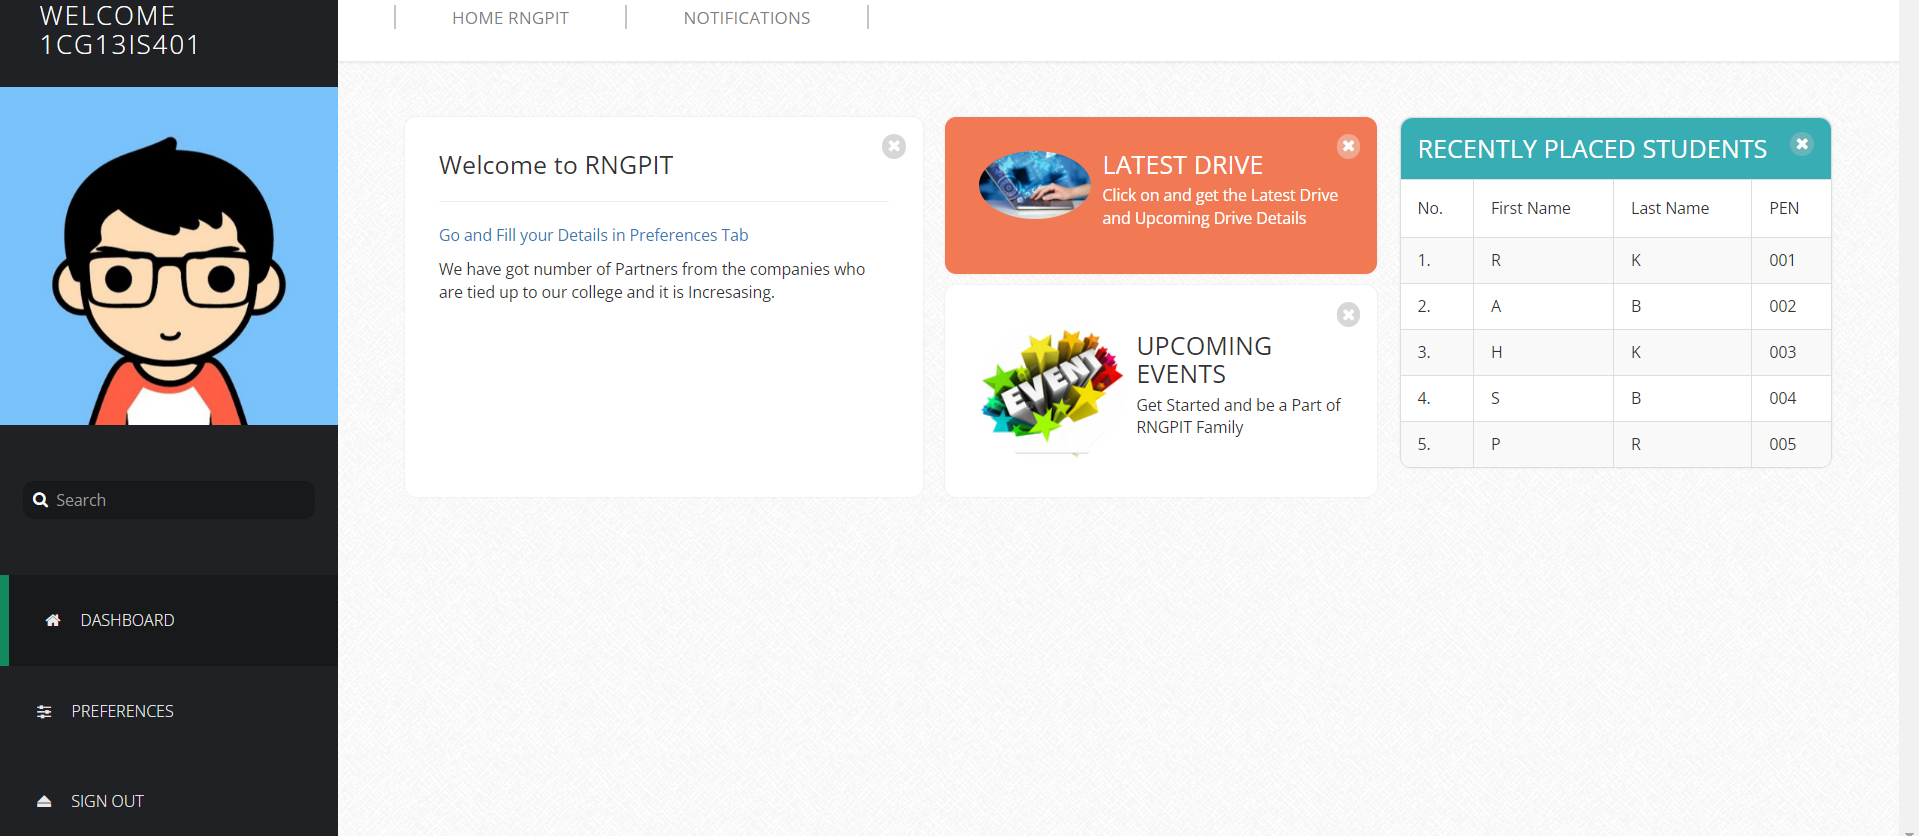 WELCOME
1CG13IS401
HOME RNGPIT
NOTIFICATIONS
Search
DASHBOARD
PREFERENCES
SIGN OUT
Welcome to RNGPIT
Go and Fill your Details in Preferences Tab
We have got number of Partners from the companies who
are tied up to our college and it is Incresasing.
LATEST DRIVE
Click on and get the Latest Drive
and Upcoming Drive Details
EVENT
UPCOMING
EVENTS
Get Started and be a Part of
RNGPIT Family
RECENTLY PLACED STUDENTS
No. First Name Last Name PEN
1. R K 001
2. A B 002
3. H K 003
4. S B 004
5. P R 005